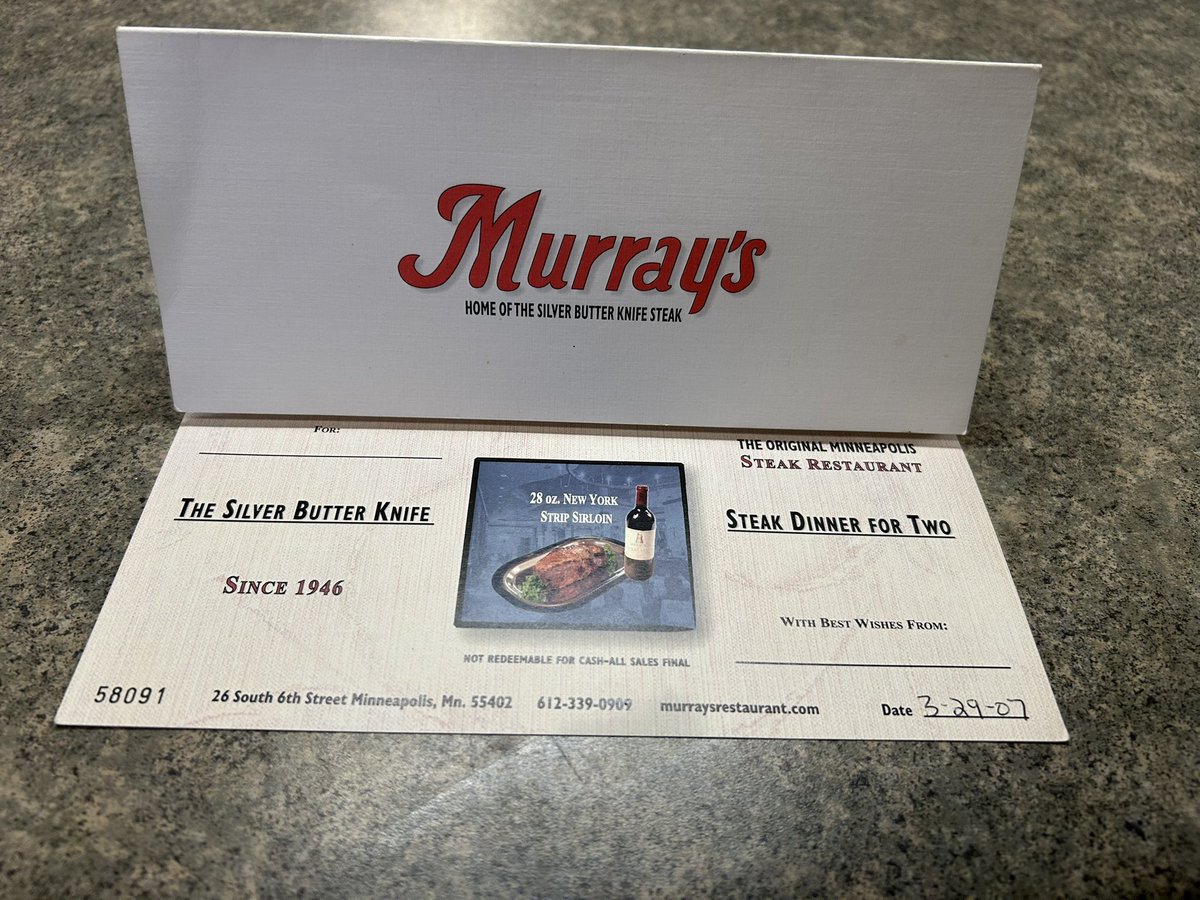 Murray's
HOME OF THE SILVER BUTTER KNIFE STEAK
FOR:
THE ORIGINAL MINNEAPOLIS
STEAK RESTAURANT
THE SILVER BUTTER KNIFE
28 OZ. NEW YORK
STRIP SIRLOIN
STEAK DINNER FOR TWO
SINCE 1946
WITH BEST WISHES FROM:
NOT REDEEMABLE FOR CASH-ALL SALES FINAL
58091
26 South 6th Street Minneapolis, Mn. 55402
612-339-0909
murraysrestaurant.com
Date 3-29-07